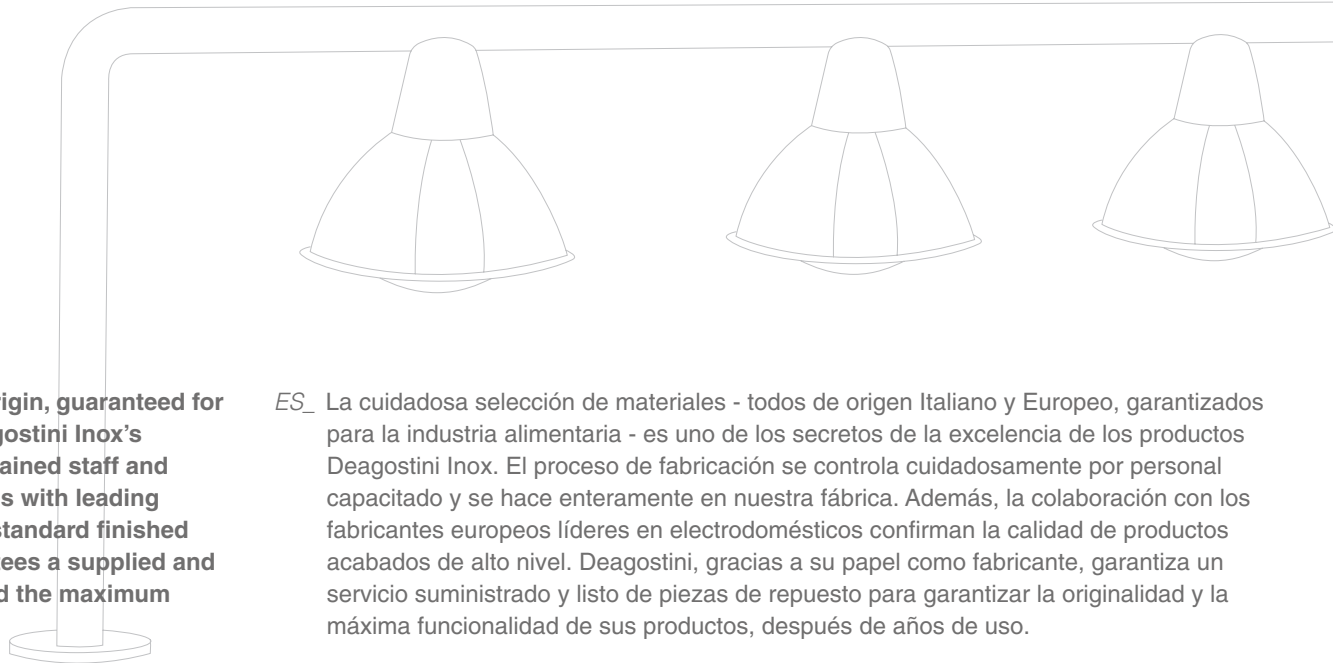 rigin, guaranteed for
gostini Inox’s
ained staff and
s with leading
standard finished
tees a supplied and
d the maximum
ES_ La cuidadosa selección de materiales - todos de origen Italiano y Europeo, garantizados
para la industria alimentaria - es uno de los secretos de la excelencia de los productos
Deagostini Inox. El proceso de fabricación se controla cuidadosamente por personal
capacitado y se hace enteramente en nuestra fábrica. Además, la colaboración con los
fabricantes europeos líderes en electrodomésticos confirman la calidad de productos
acabados de alto nivel. Deagostini, gracias a su papel como fabricante, garantiza un
servicio suministrado y listo de piezas de repuesto para garantizar la originalidad y la
máxima funcionalidad de sus productos, después de años de uso.